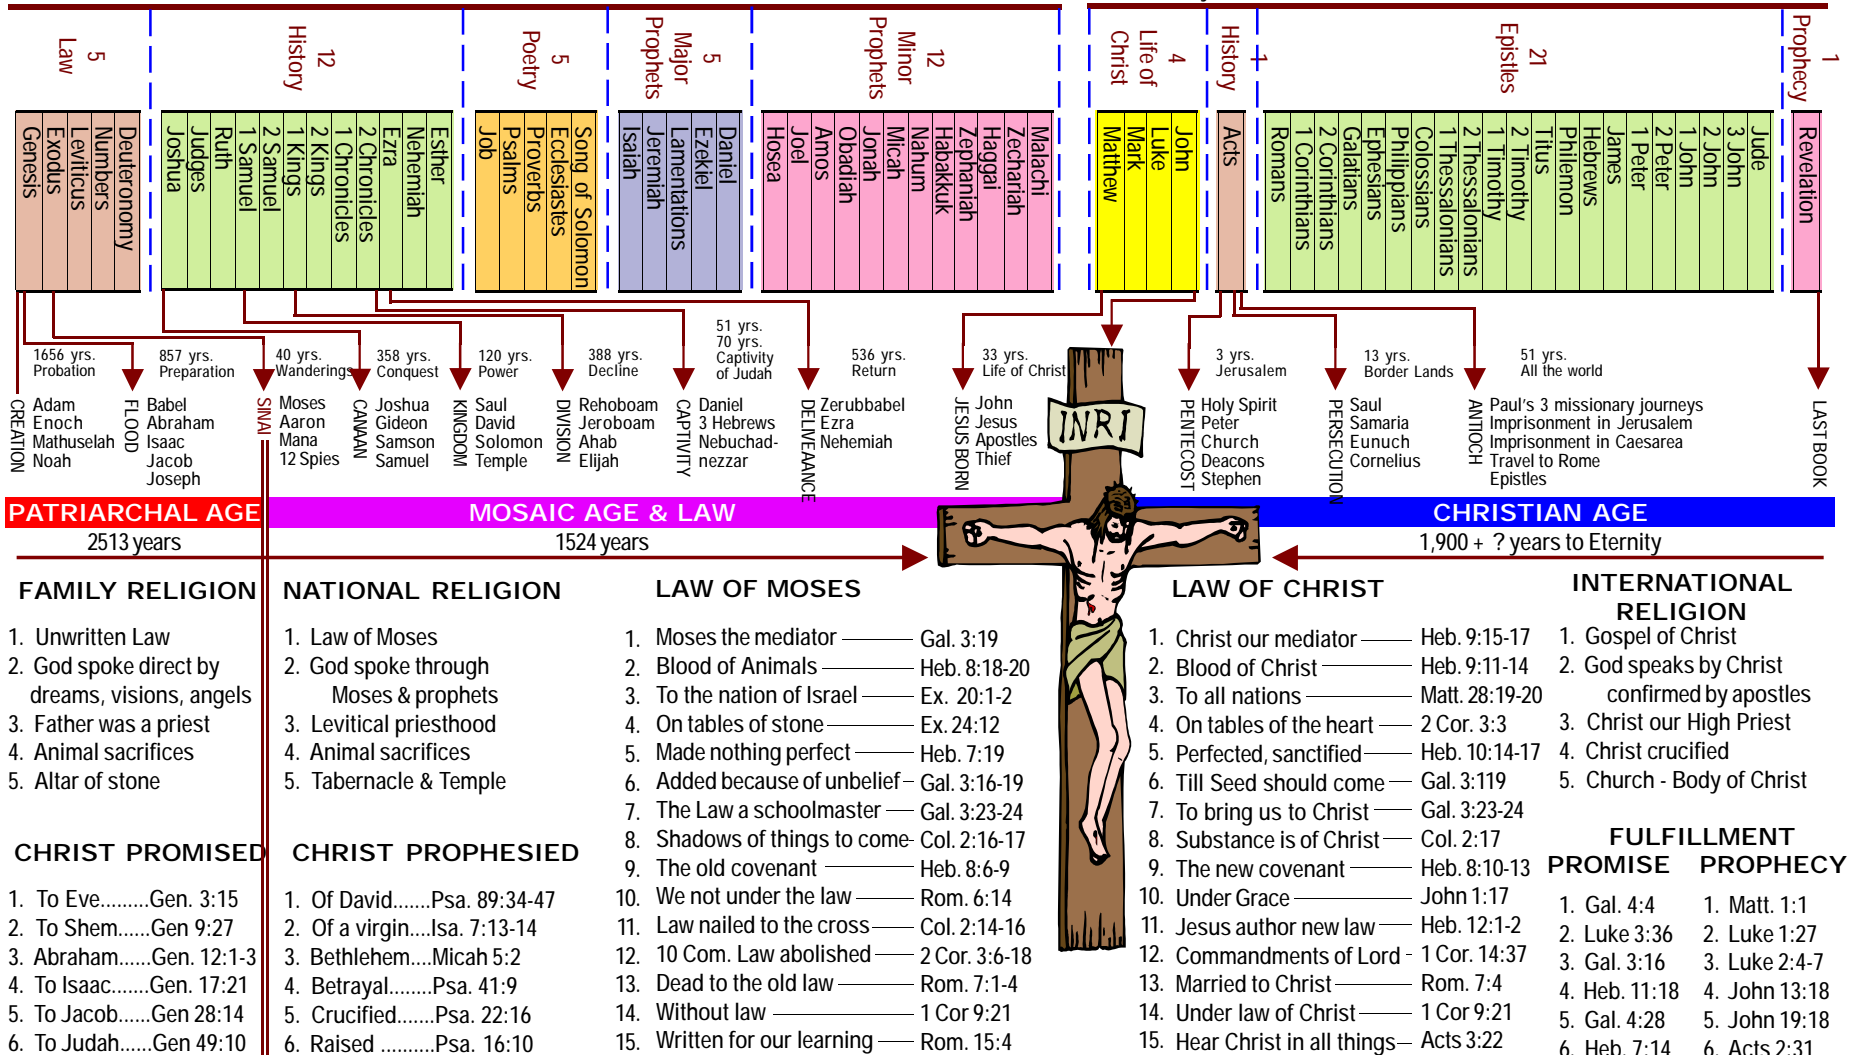 5
Law
12
History
5
Poetry
5
Major
Prophets
12
Minor
Prophets
4
Life of
Christ
1
History
21
Epistles
1
Prophecy
Genesis
Exodus
Leviticus
Numbers
Deuteronomy
Joshua
Judges
Ruth
1 Samuel
2 Samuel
1 Kings
2 Kings
1 Chronicles
2 Chronicles
Ezra
Nehemiah
Esther
Job
Psalms
Proverbs
Ecclesiastes
Song of Solomon
Isaiah
Jeremiah
Lamentations
Ezekiel
Daniel
Hosea
Joel
Amos
Obadiah
Jonah
Micah
Nahum
Habakkuk
Zephaniah
Haggai
Zechariah
Malachi
Matthew
Mark
Luke
John
Acts
Romans
1 Corinthians
2 Corinthians
Galatians
Ephesians
Philippians
Colossians
1 Thessalonians
2 Thessalonians
1 Timothy
2 Timothy
Titus
Philemon
Hebrews
James
1 Peter
2 Peter
1 John
2 John
3 John
Jude
Revelation
CREATION
1656 yrs.
Probation
Adam
Enoch
Mathuselah
Noah
FLOOD
857 yrs.
Preparation
Babel
Abraham
Isaac
Jacob
Joseph
SINAI
40 yrs.
Wanderings
Moses
Aaron
Mana
12 Spies
CANAAN
358 yrs.
Conquest
Joshua
Gideon
Samson
Samuel
KINGDOM
120 yrs.
Power
Saul
David
Solomon
Temple
DIVISION
388 yrs.
Decline
Rehoboam
Jeroboam
Ahab
Elijah
CAPTIVITY
51 yrs.
70 yrs.
Captivity
of Judah
Daniel
3 Hebrews
Nebuchad-
nezzar
DELIVEAANCE
536 yrs.
Return
Zerubbabel
Ezra
Nehemiah
JESUS BORN
33 yrs.
Life of Christ
John
Jesus
Apostles
Thief
INRI
PENTECOST
3 yrs.
Jerusalem
Holy Spirit
Peter
Church
Deacons
Stephen
PERSECUTION
13 yrs.
Border Lands
Saul
Samaria
Eunuch
Cornelius
ANTIOCH
51 yrs.
All the world
Paul's 3 missionary journeys
Imprisonment in Jerusalem
Imprisonment in Caesarea
Travel to Rome
Epistles
LAST BOOK
PATRIARCHAL AGE
MOSAIC AGE & LAW
CHRISTIAN AGE
2513 years
1524 years
1,900 + ? years to Eternity
FAMILY RELIGION
1. Unwritten Law
2. God spoke direct by
dreams, visions, angels
3. Father was a priest
4. Animal sacrifices
5. Altar of stone
CHRIST PROMISED
1. To Eve.........Gen. 3:15
2. To Shem......Gen 9:27
3. Abraham......Gen. 12:1-3
4. To Isaac.......Gen. 17:21
5. To Jacob......Gen 28:14
6. To Judah......Gen 49:10
NATIONAL RELIGION
1. Law of Moses
2. God spoke through
Moses & prophets
3. Levitical priesthood
4. Animal sacrifices
5. Tabernacle & Temple
CHRIST PROPHESIED
1. Of David.......Psa. 89:34-47
2. Of a virgin....Isa. 7:13-14
3. Bethlehem....Micah 5:2
4. Betrayal........Psa. 41:9
5. Crucified.......Psa. 22:16
6. Raised ..........Psa. 16:10
LAW OF MOSES
1. Moses the mediator Gal. 3:19
2. Blood of Animals Heb. 8:18-20
3. To the nation of Israel Ex. 20:1-2
4. On tables of stone Ex. 24:12
5. Made nothing perfect Heb. 7:19
6. Added because of unbelief Gal. 3:16-19
7. The Law a schoolmaster Gal. 3:23-24
8. Shadows of things to come Col. 2:16-17
9. The old covenant Heb. 8:6-9
10. We not under the law Rom. 6:14
11. Law nailed to the cross Col. 2:14-16
12. 10 Com. Law abolished 2 Cor. 3:6-18
13. Dead to the old law Rom. 7:1-4
14. Without law 1 Cor 9:21
15. Written for our learning Rom. 15:4
LAW OF CHRIST
1. Christ our mediator Heb. 9:15-17
2. Blood of Christ Heb. 9:11-14
3. To all nations Matt. 28:19-20
4. On tables of the heart 2 Cor. 3:3
5. Perfected, sanctified Heb. 10:14-17
6. Till Seed should come Gal. 3:119
7. To bring us to Christ Gal. 3:23-24
8. Substance is of Christ Col. 2:17
9. The new covenant Heb. 8:10-13
10. Under Grace John 1:17
11. Jesus author new law Heb. 12:1-2
12. Commandments of Lord 1 Cor. 14:37
13. Married to Christ Rom. 7:4
14. Under law of Christ 1 Cor 9:21
15. Hear Christ in all things Acts 3:22
INTERNATIONAL
RELIGION
1. Gospel of Christ
2. God speaks by Christ
confirmed by apostles
3. Christ our High Priest
4. Christ crucified
5. Church - Body of Christ
FULFILLMENT
PROMISE
1. Gal. 4:4
2. Luke 3:36
3. Gal. 3:16
4. Heb. 11:18
5. Gal. 4:28
6. Heb. 7:14
PROPHECY
1. Matt. 1:1
2. Luke 1:27
3. Luke 2:4-7
4. John 13:18
5. John 19:18
6. Acts 2:31